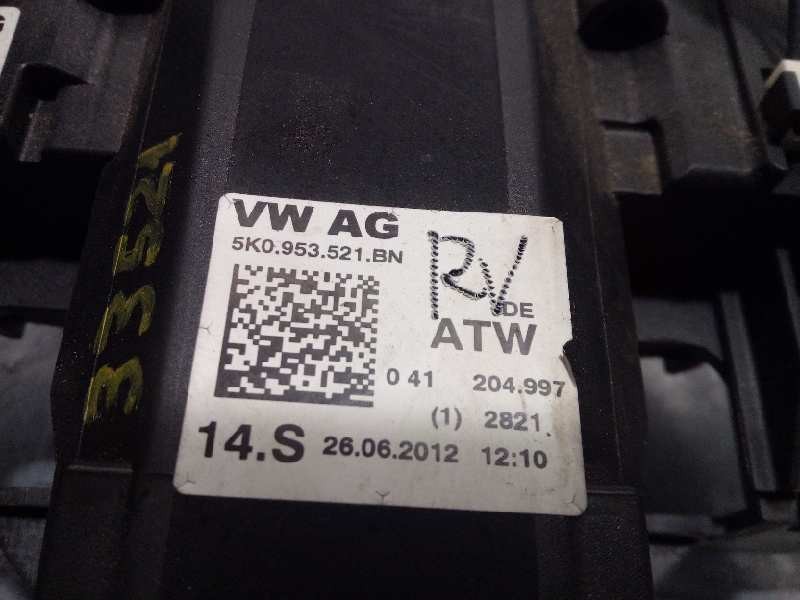 33521
VW AG
5K0.953.521.BN
RV
DE
ATW
0 41 204.997
(1) 2821
14.S 26.06.2012 12:10